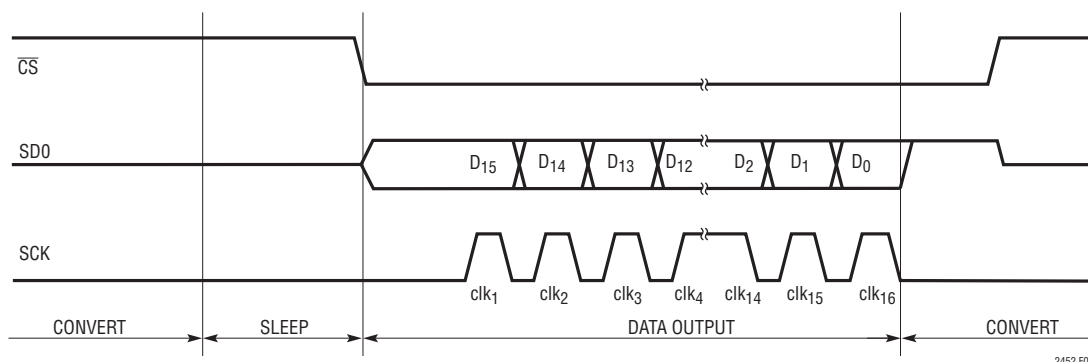 CS
SD0
D15 D14 D13 D12 D2 D1 D0
SCK
clk1 clk2 clk3 clk4 clk14 clk15 clk16
CONVERT SLEEP DATA OUTPUT CONVERT